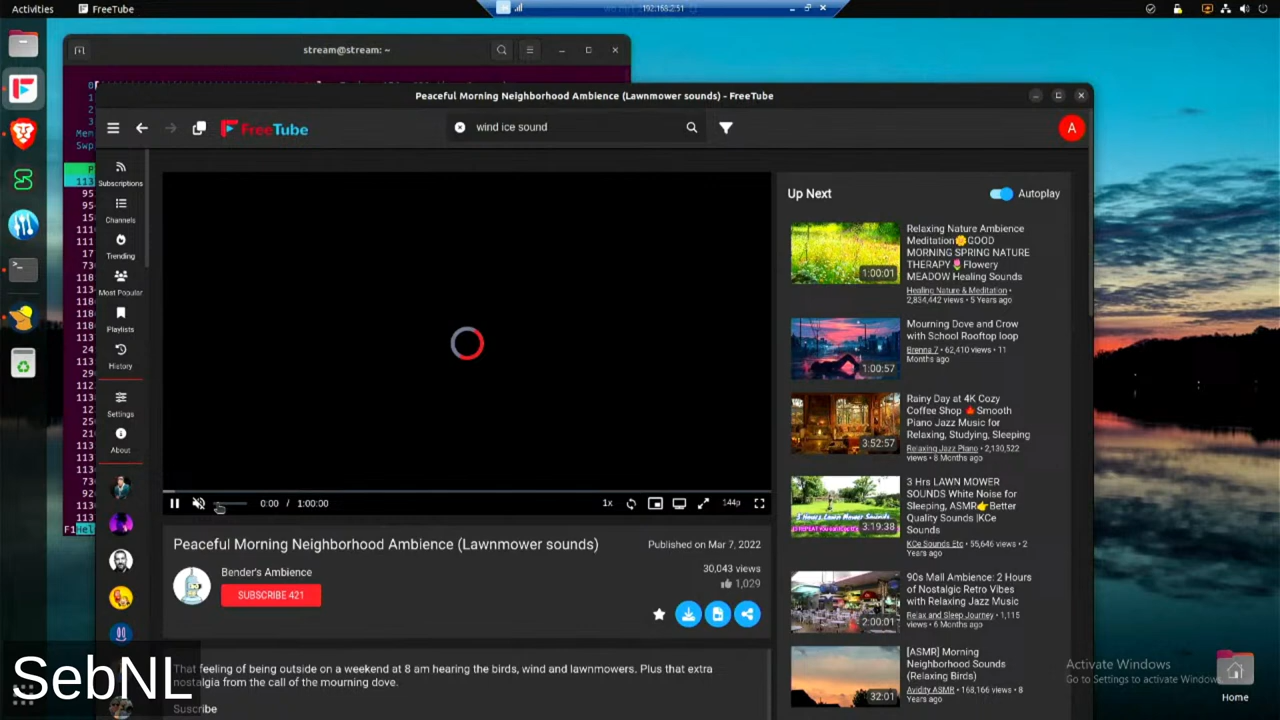 Activities
FreeTube
192.168.2.51
stream@stream: ~
Peaceful Morning Neighborhood Ambience (Lawnmower sounds) - FreeTube
FreeTube
wind ice sound
A
Subscriptions
Channels
Trending
Most Popular
Playlists
History
Settings
About
Mem
Swp
0:00 / 1:00:00
1x
144p
Peaceful Morning Neighborhood Ambience (Lawnmower sounds)
Published on Mar 7, 2022
Bender's Ambience
SUBSCRIBE 421
30,043 views
1,029
That feeling of being outside on a weekend at 8 am hearing the birds, wind and lawnmowers. Plus that extra
nostalgia from the call of the mourning dove.
Suscribe
Up Next
Autoplay
1:00:01
Relaxing Nature Ambience
Meditation🌼GOOD
MORNING SPRING NATURE
THERAPY🌷Flowery
MEADOW Healing Sounds
Healing Nature & Meditation •
2,834,442 views • 5 Years ago
1:00:57
Mourning Dove and Crow
with School Rooftop loop
Brenna 7 • 62,410 views • 11
Months ago
3:52:57
Rainy Day at 4K Cozy
Coffee Shop 🍁Smooth
Piano Jazz Music for
Relaxing, Studying, Sleeping
Relaxing Jazz Piano • 2,130,522
views • 8 Months ago
3:19:38
3 Hrs LAWN MOWER
SOUNDS White Noise for
Sleeping, ASMR👉Better
Quality Sounds |KCe
Sounds
KCe Sounds Etc • 55,646 views • 2
Years ago
2:00:01
90s Mall Ambience: 2 Hours
of Nostalgic Retro Vibes
with Relaxing Jazz Music
Relax and Sleep Journey • 1,115
views • 6 Months ago
32:01
[ASMR] Morning
Neighborhood Sounds
(Relaxing Birds)
Avidity ASMR • 168,166 views • 8
Years ago
Activate Windows
Go to Settings to activate Windows.
Home
SebNL